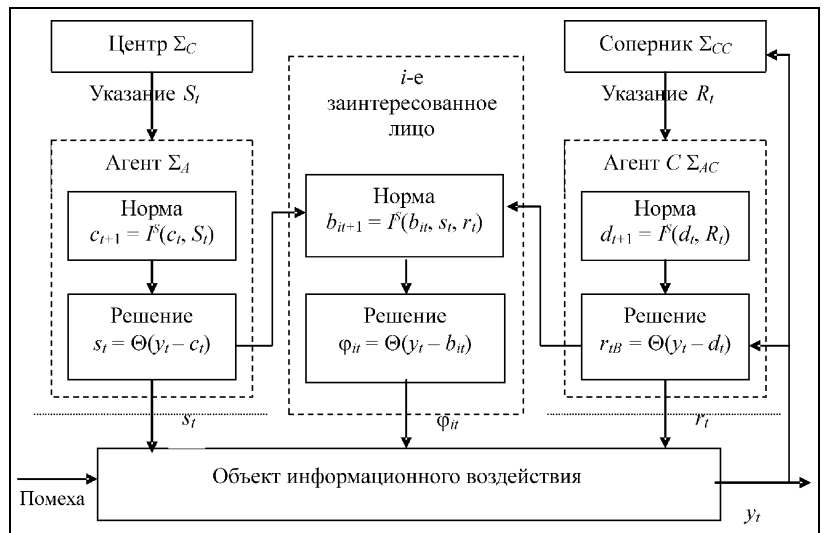 Центр Σ_C
Указание S_t
Агент Σ_A
Норма
c_{t+1} = I^S(c_t, S_t)
Решение
s_t = Θ(y_t – c_t)
s_t
i-е
заинтересованное
лицо
Норма
b_{it+1} = I^S(b_{it}, s_t, r_t)
Решение
φ_{it} = Θ(y_t – b_{it})
φ_{it}
Соперник Σ_{CC}
Указание R_t
Агент C Σ_{AC}
Норма
d_{t+1} = I^S(d_t, R_t)
Решение
r_{tB} = Θ(y_t – d_t)
r_t
Помеха
Объект информационного воздействия
y_t